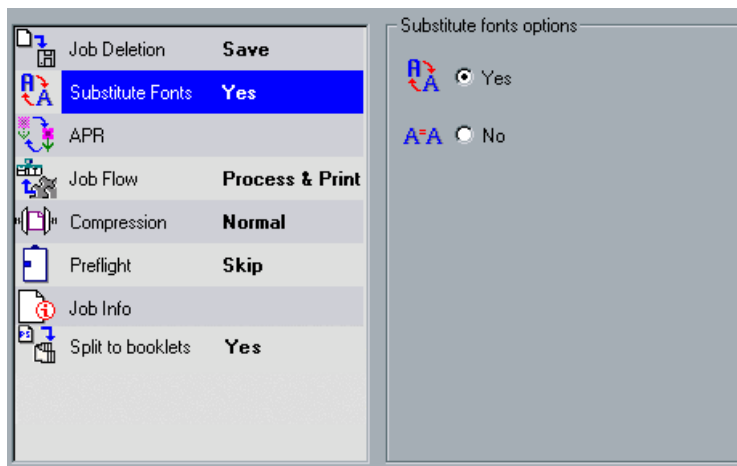 Job Deletion Save
Substitute Fonts Yes
APR
Job Flow Process & Print
Compression Normal
Preflight Skip
Job Info
Split to booklets Yes
Substitute fonts options
Yes
A=A No